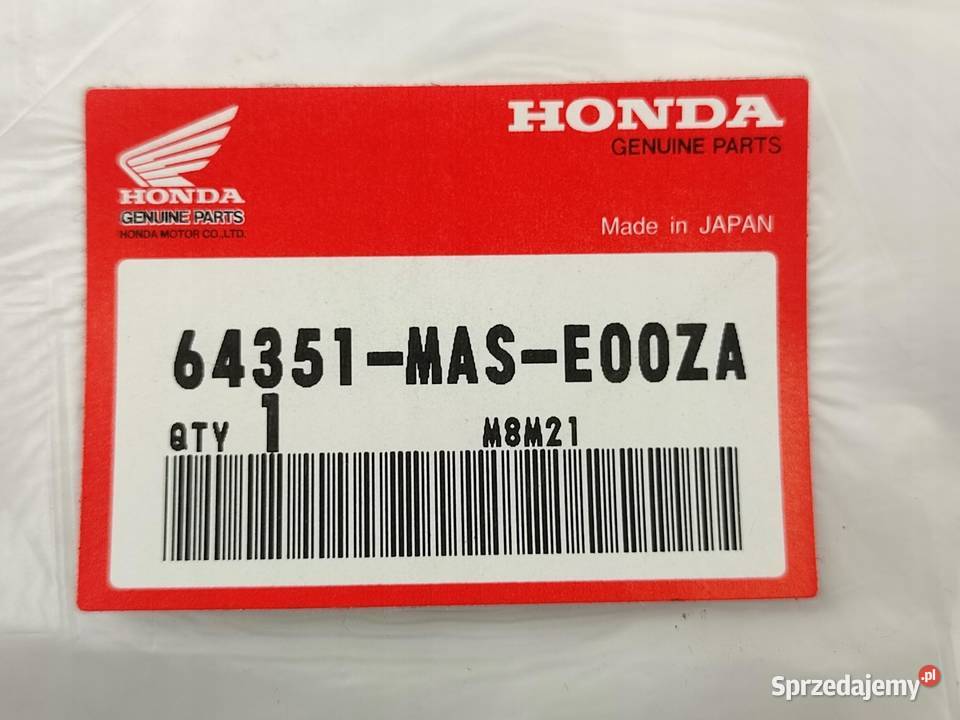 HONDA
GENUINE PARTS
HONDA
GENUINE PARTS
HONDA MOTOR CO.,LTD.
Made in JAPAN
64351-MAS-E00ZA
QTY 1 M8M21
Sprzedajemy.pl